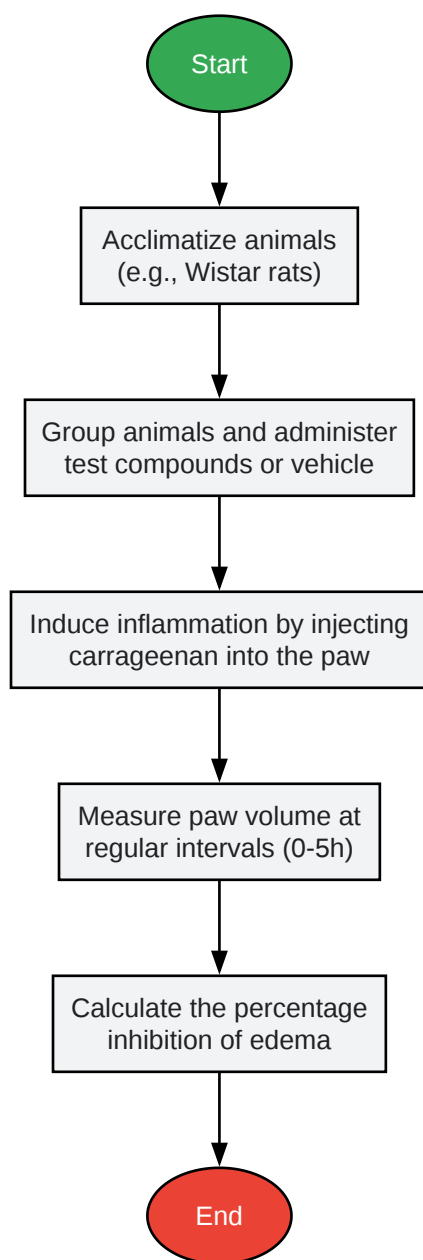 Start
Acclimatize animals
(e.g., Wistar rats)
Group animals and administer
test compounds or vehicle
Induce inflammation by injecting
carrageenan into the paw
Measure paw volume at
regular intervals (0-5h)
Calculate the percentage
inhibition of edema
End